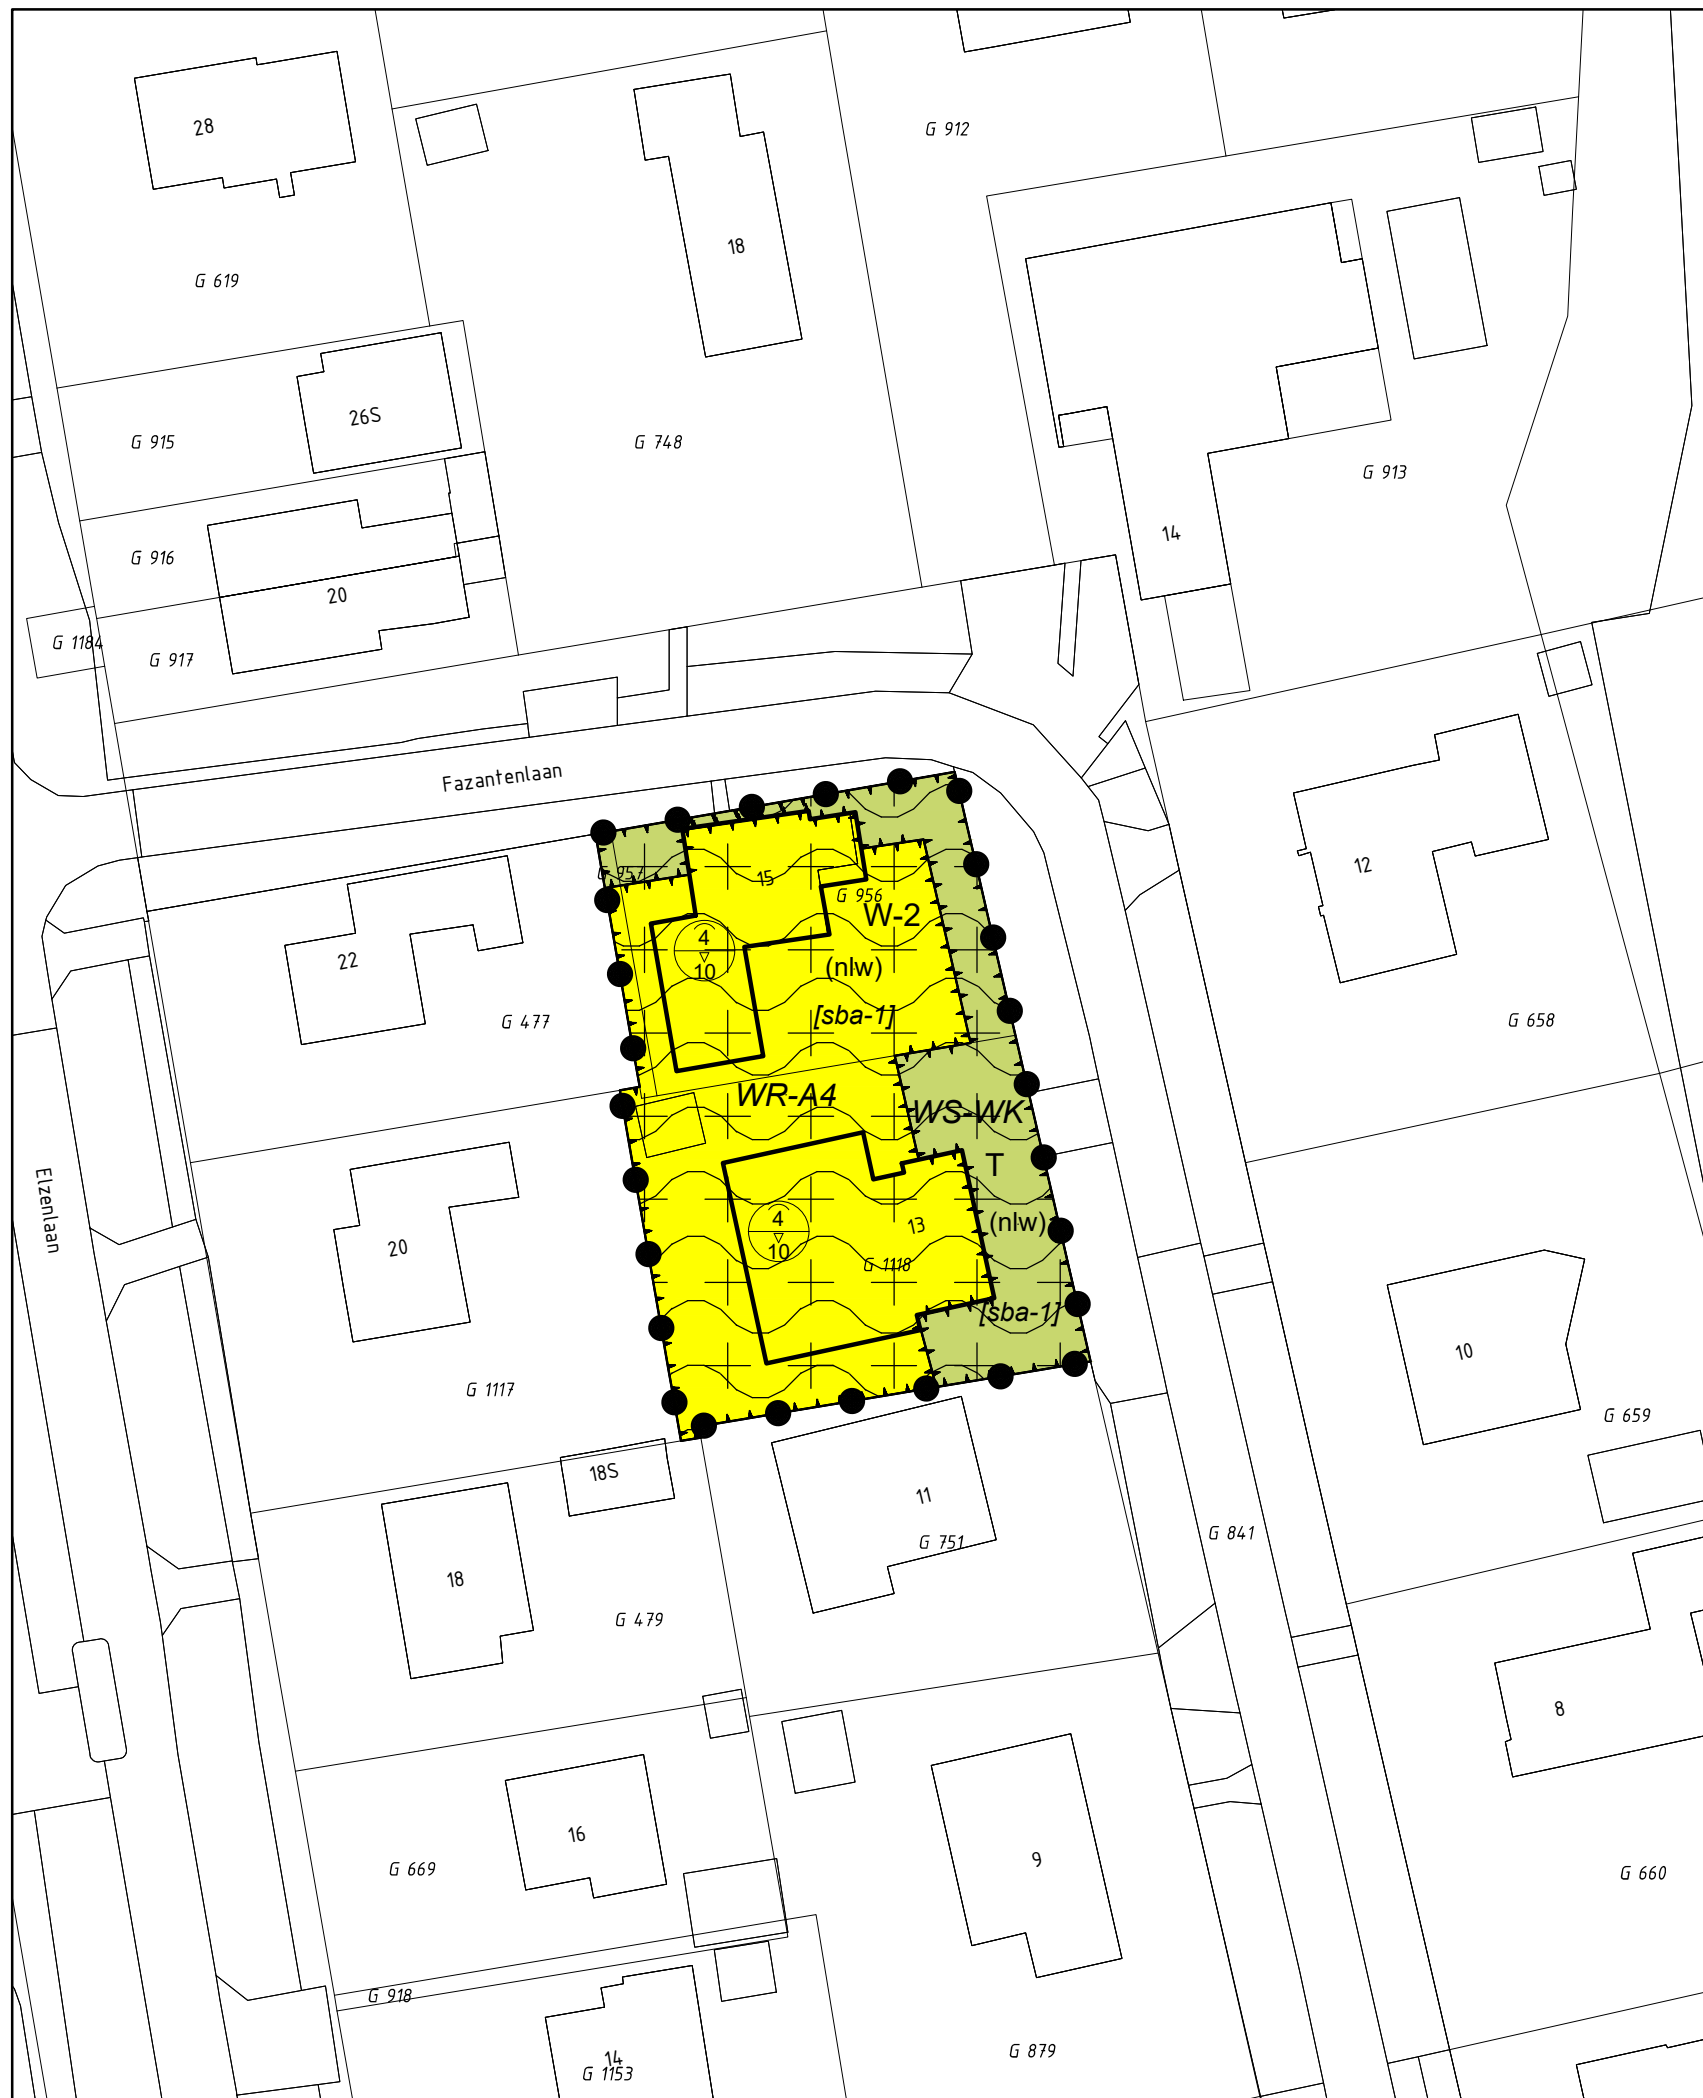 28
G 912
18
G 619
26S
G 915
G 748
G 913
14
G 916
20
G 1184
G 917
Fazantenlaan
12
G 957
15
G 956
W-2
22
4
10
(nlw)
G 477
[sba-1]
G 658
WR-A4
WS-WK
T
Elzenlaan
20
4
10
13
(nlw)
G 1118
[sba-1]
10
G 1117
G 659
18S
11
G 751
G 841
18
G 479
8
16
9
G 669
G 660
G 918
14
G 1153
G 879